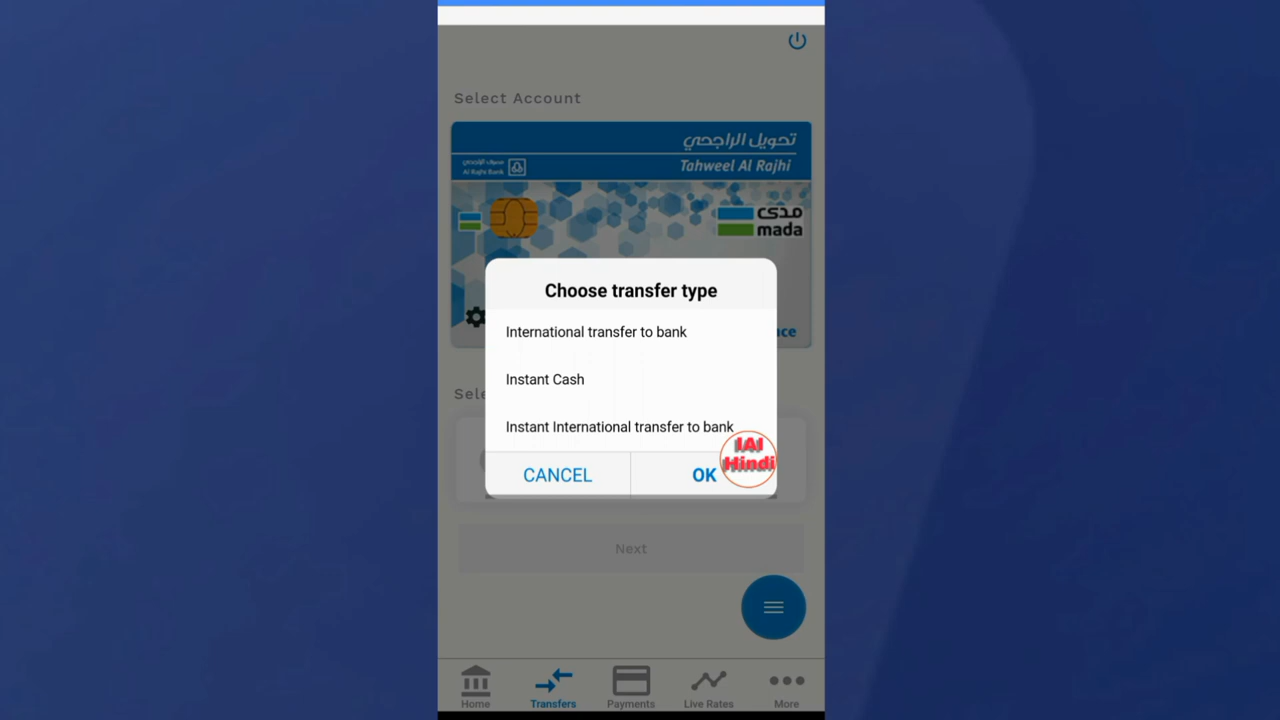 Select Account
تحويل الراجحي
مصرف الراجحي
Al Rajhi Bank
Tahweel Al Rajhi
مدى
mada
Choose transfer type
International transfer to bank
Instant Cash
Instant International transfer to bank
IAI
Hindi
CANCEL
OK
Next
Home
Transfers
Payments
Live Rates
More